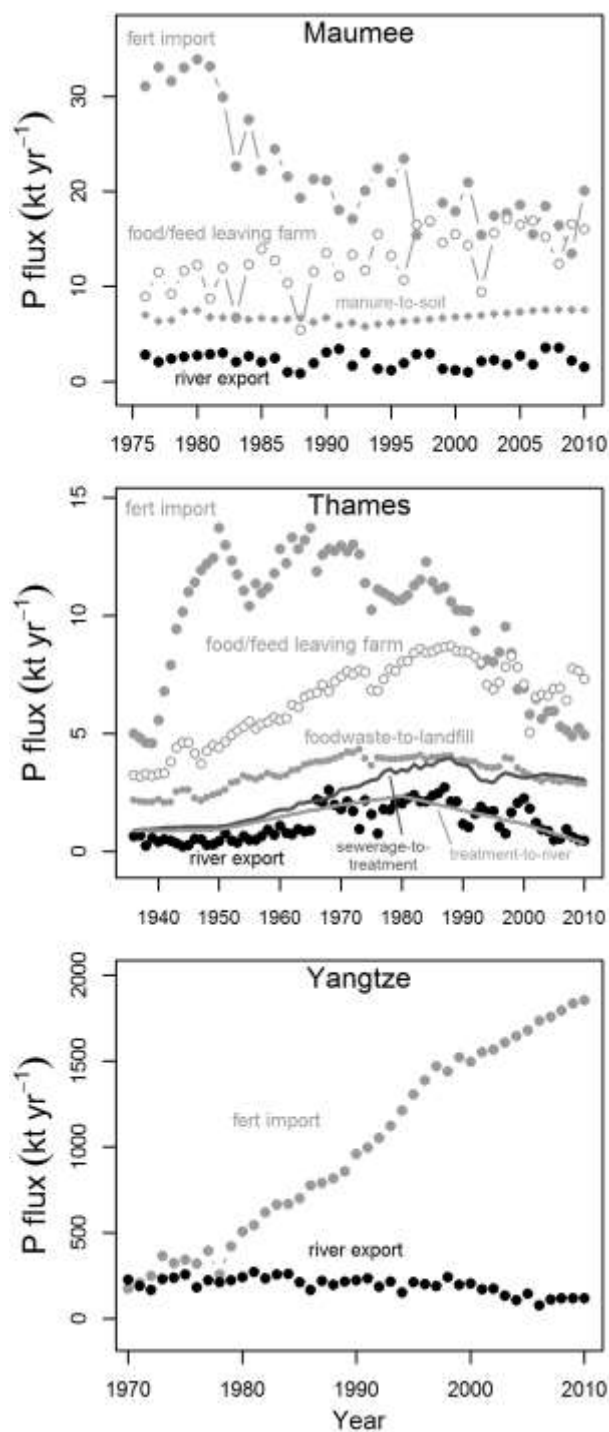 Maumee
fert import
food/feed leaving farm
manure-to-soil
river export
P flux (kt yr⁻¹)
0
10
20
30
1975
1980
1985
1990
1995
2000
2005
2010
Thames
fert import
food/feed leaving farm
foodwaste-to-landfill
river export
sewerage-to-
treatment
treatment-to-river
P flux (kt yr⁻¹)
0
5
10
15
1940
1950
1960
1970
1980
1990
2000
2010
Yangtze
fert import
river export
P flux (kt yr⁻¹)
0
500
1000
1500
2000
1970
1980
1990
2000
2010
Year